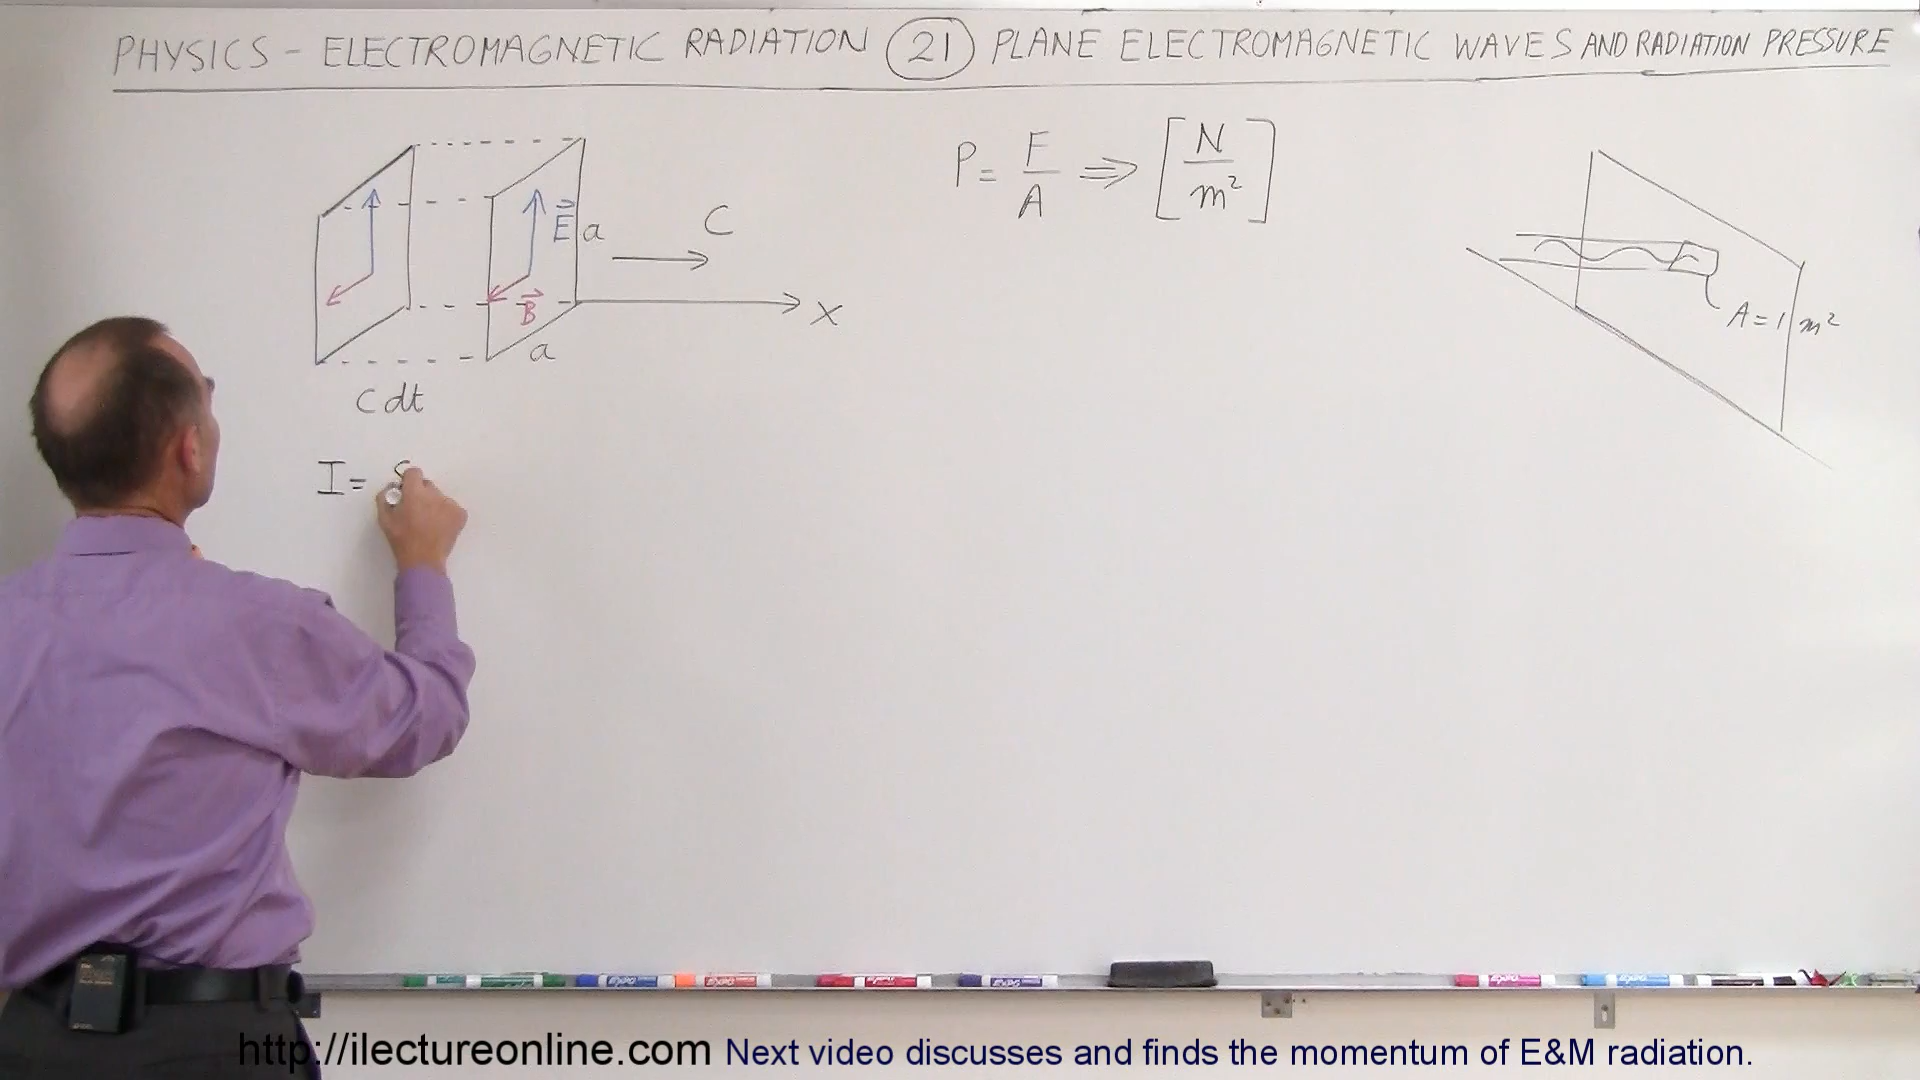 PHYSICS - ELECTROMAGNETIC RADIATION 21 PLANE ELECTROMAGNETIC WAVES AND RADIATION PRESSURE
P = F/A ⇒ [N/m²]
C
E
a
B
X
a
A = 1 m²
C dt
I = S
http://ilectureonline.com Next video discusses and finds the momentum of E&M radiation.